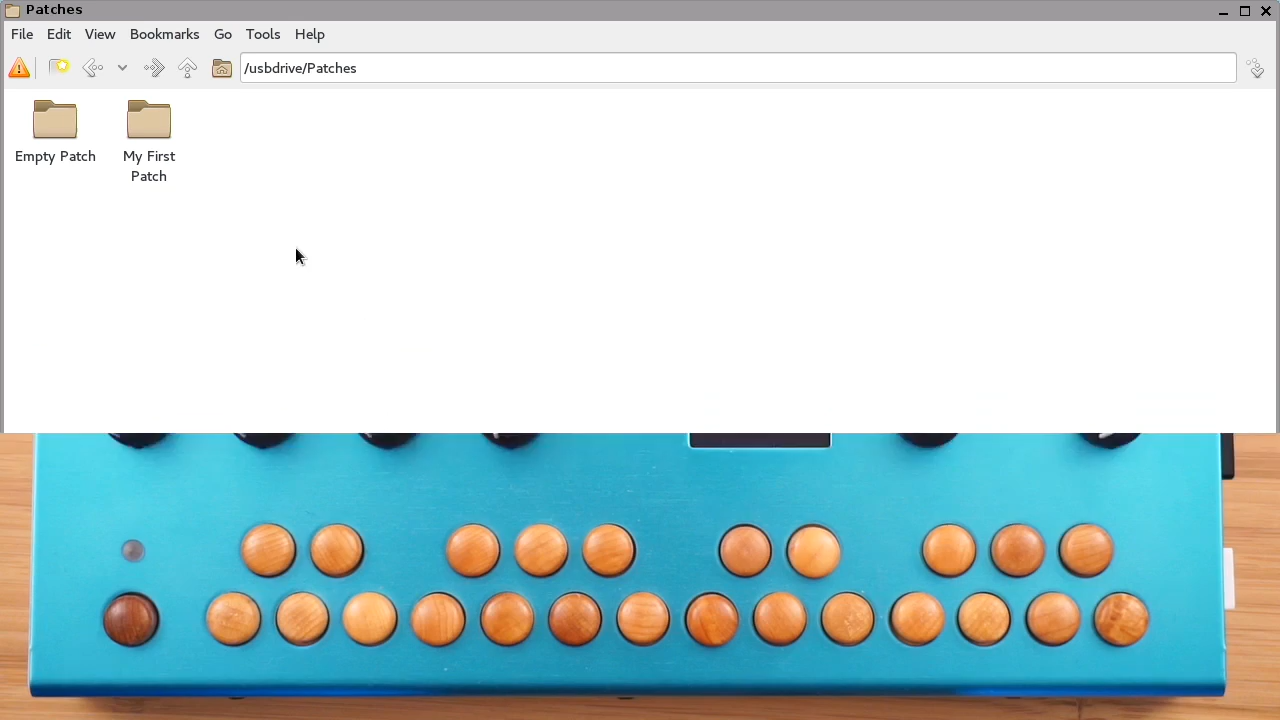 Patches
File Edit View Bookmarks Go Tools Help
/usbdrive/Patches
Empty Patch
My First
Patch